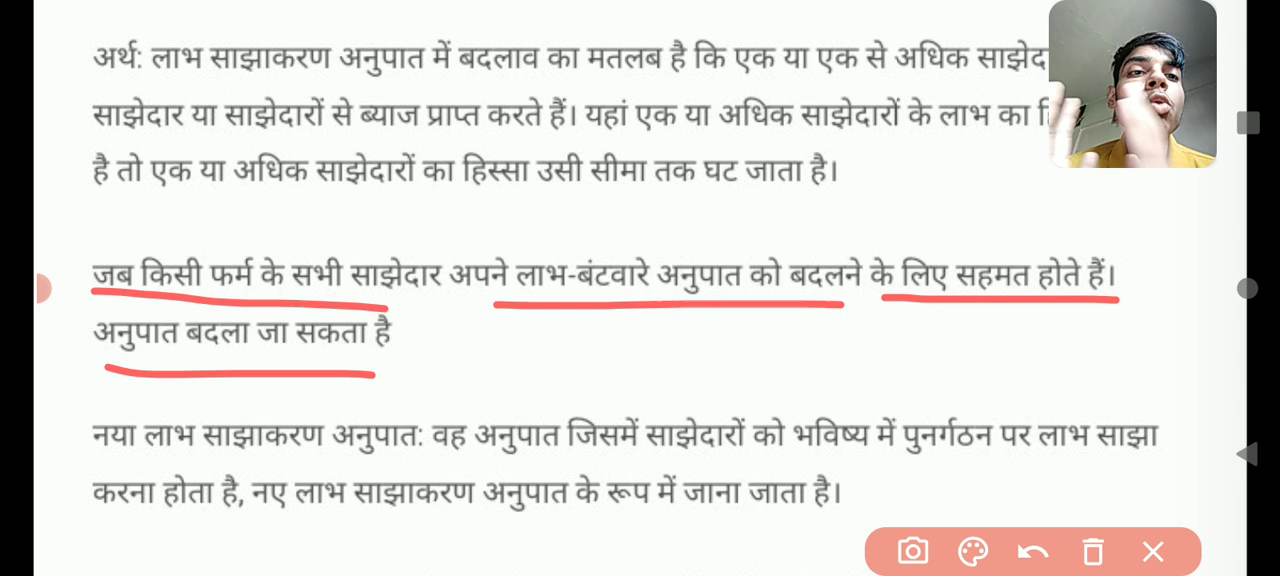 अर्थ: लाभ साझाकरण अनुपात में बदलाव का मतलब है कि एक या एक से अधिक
साझेदार या साझेदारों से ब्याज प्राप्त करते हैं। यहां एक या अधिक साझेदारों के लाभ का
है तो एक या अधिक साझेदारों का हिस्सा उसी सीमा तक घट जाता है।
जब किसी फर्म के सभी साझेदार अपने लाभ-बंटवारे अनुपात को बदलने के लिए सहमत होते हैं।
अनुपात बदला जा सकता है
नया लाभ साझाकरण अनुपात: वह अनुपात जिसमें साझेदारों को भविष्य में पुनर्गठन पर लाभ साझा
करना होता है, नए लाभ साझाकरण अनुपात के रूप में जाना जाता है।